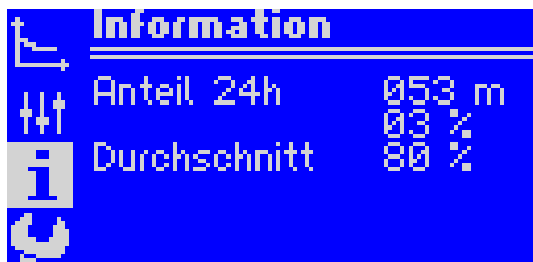 Information
Anteil 24h 053 m
03 %
Durchschnitt 80 %